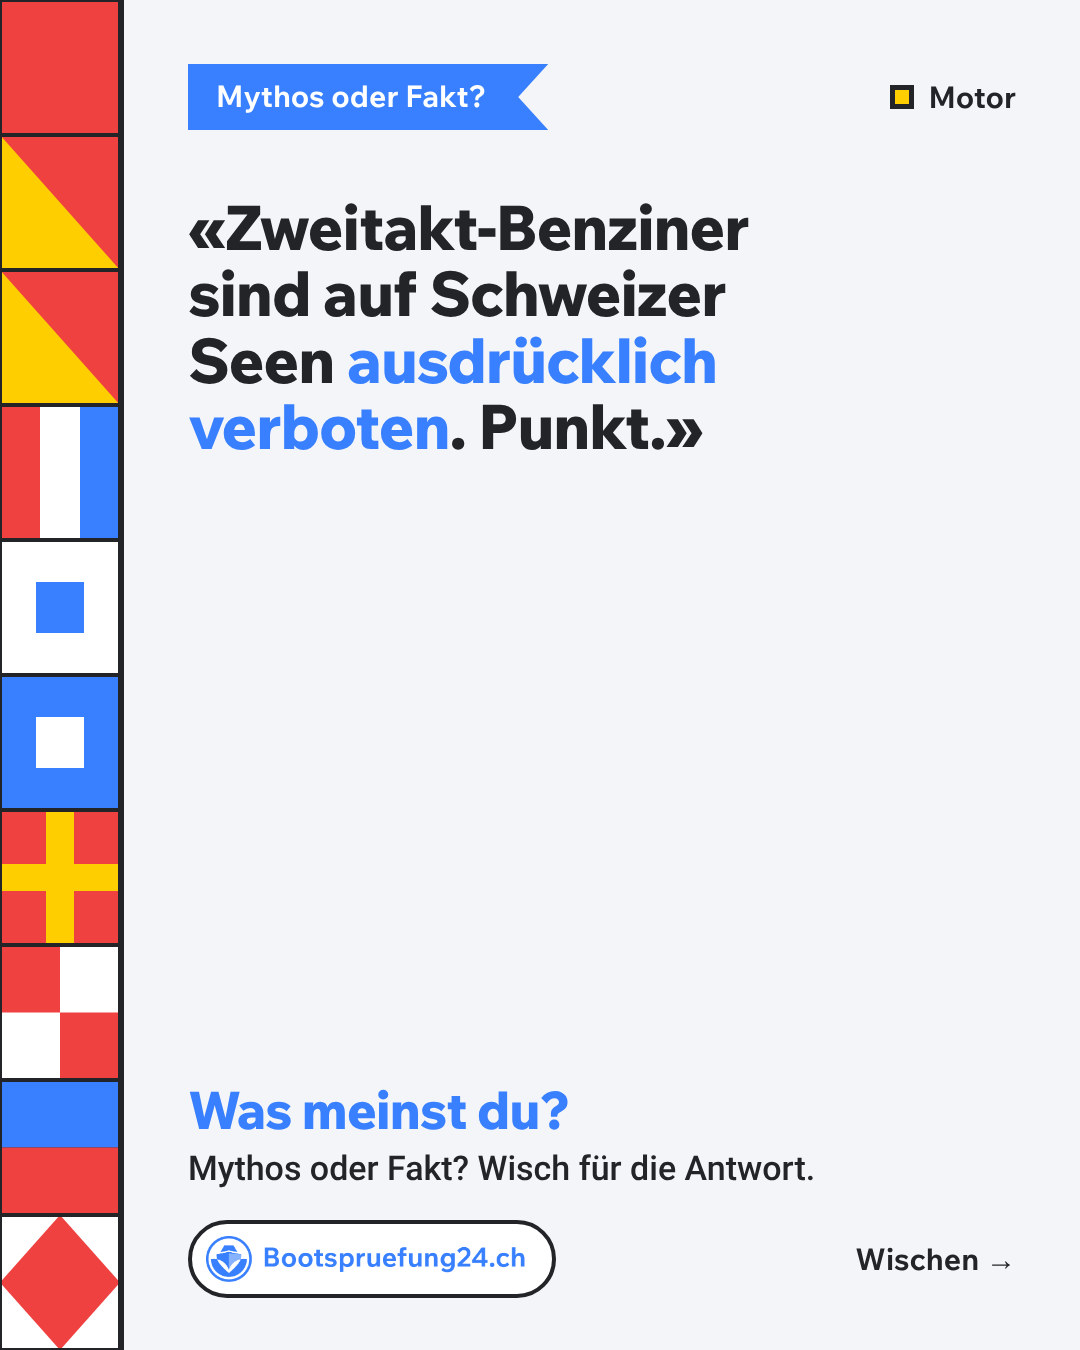 Mythos oder Fakt?
Motor
«Zweitakt-Benziner
sind auf Schweizer
Seen ausdrücklich
verboten. Punkt.»
Was meinst du?
Mythos oder Fakt? Wisch für die Antwort.
Bootspruefung24.ch
Wischen →